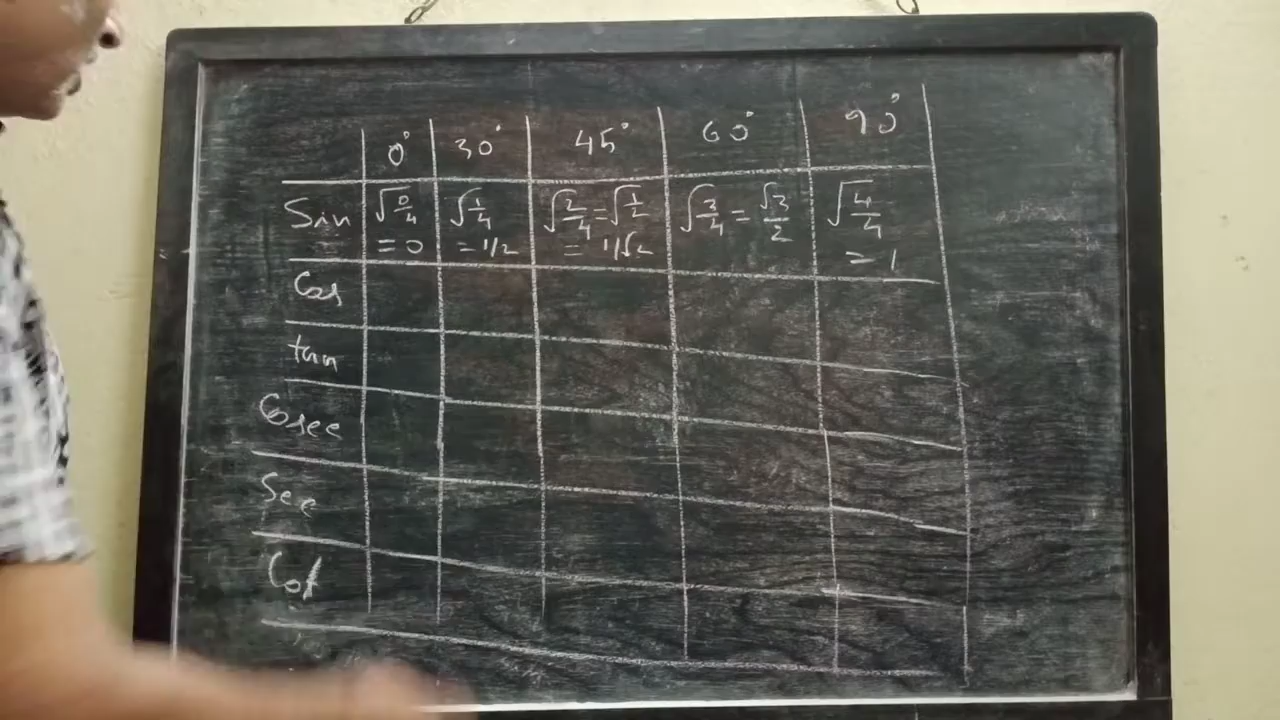 0° 30° 45° 60° 90°
Sin √0/4 √1/4 √2/4 = √1/2 √3/4 = √3/2 √4/4
= 0 = 1/2 = 1/√2 = 1
Cos
tan
Cosec
Sec
Cot